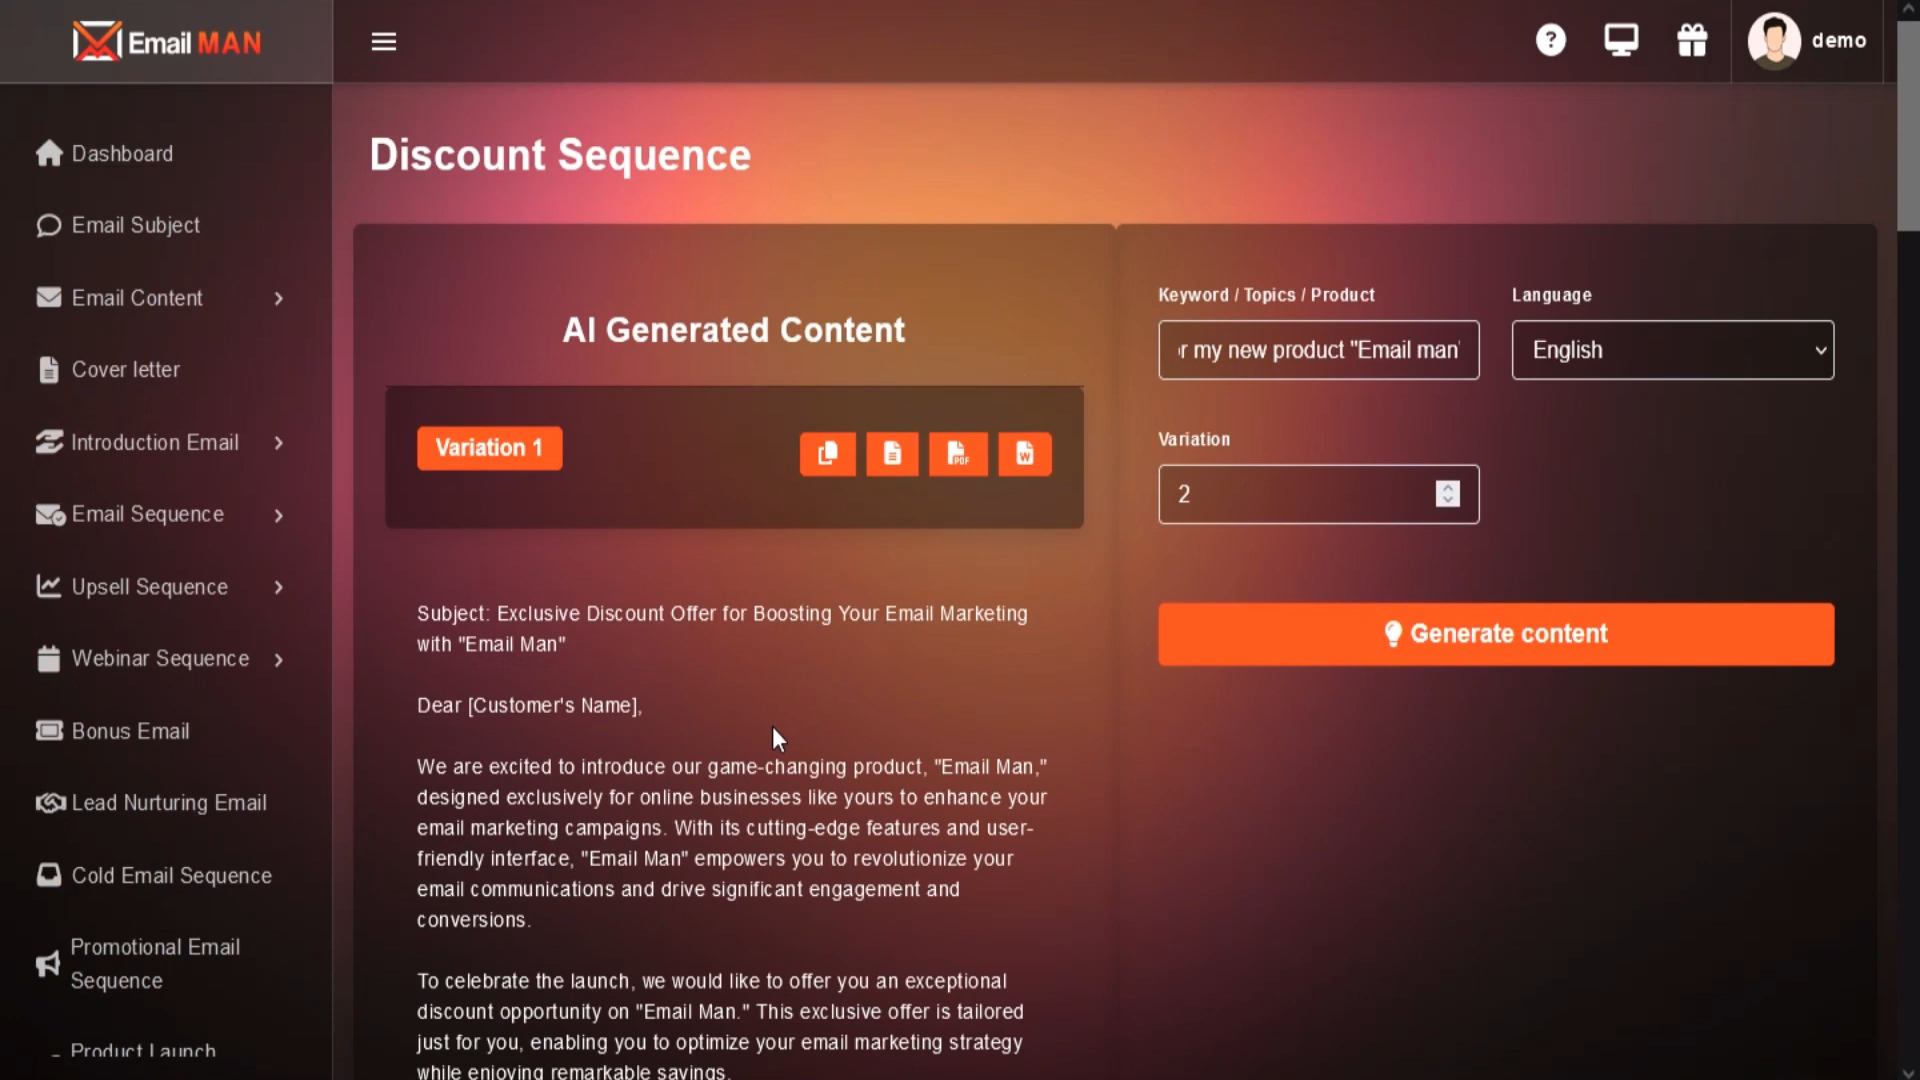 Email MAN
demo
Dashboard
Email Subject
Email Content
Cover letter
Introduction Email
Email Sequence
Upsell Sequence
Webinar Sequence
Bonus Email
Lead Nurturing Email
Cold Email Sequence
Promotional Email
Sequence
Product Launch
Discount Sequence
AI Generated Content
Variation 1
PDF
W
Subject: Exclusive Discount Offer for Boosting Your Email Marketing
with "Email Man"
Dear [Customer's Name],
We are excited to introduce our game-changing product, "Email Man,"
designed exclusively for online businesses like yours to enhance your
email marketing campaigns. With its cutting-edge features and user-
friendly interface, "Email Man" empowers you to revolutionize your
email communications and drive significant engagement and
conversions.
To celebrate the launch, we would like to offer you an exceptional
discount opportunity on "Email Man." This exclusive offer is tailored
just for you, enabling you to optimize your email marketing strategy
while enjoying remarkable savings.
Keyword / Topics / Product
r my new product "Email man"
Language
English
Variation
2
Generate content